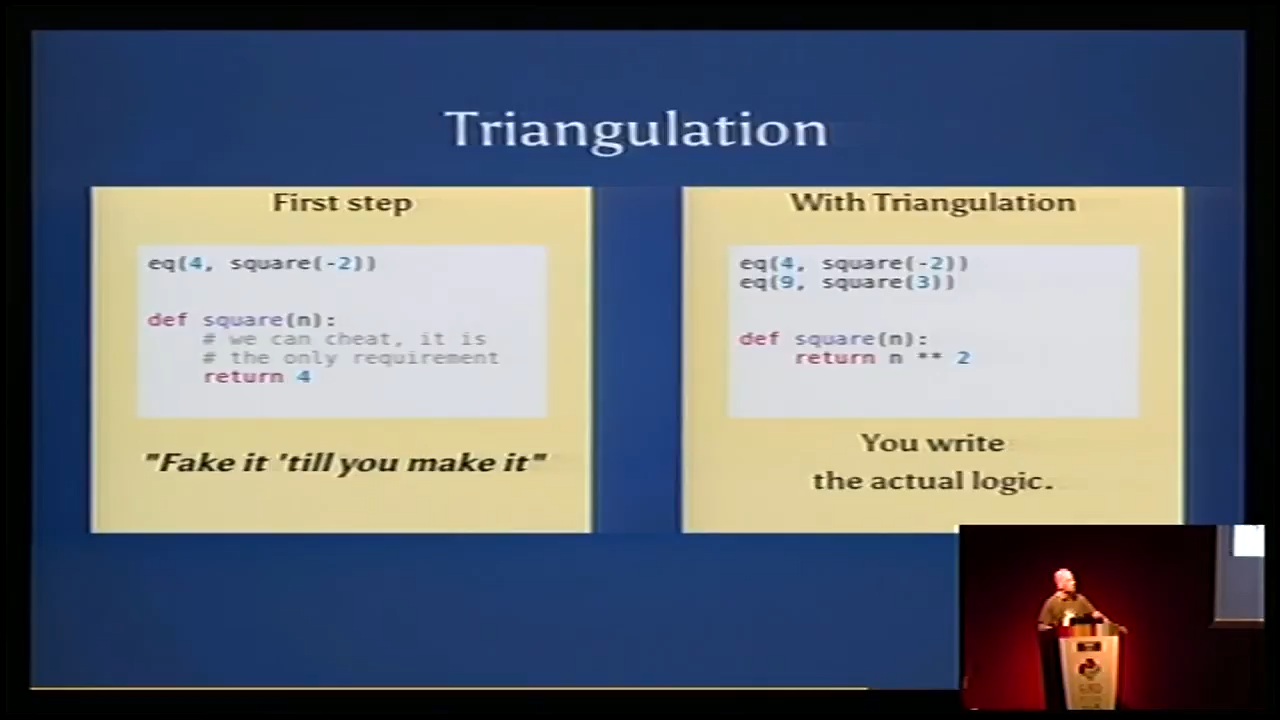 Triangulation
First step
eq(4, square(-2))
def square(n):
# we can cheat, it is
# the only requirement
return 4
"Fake it 'till you make it"
With Triangulation
eq(4, square(-2))
eq(9, square(3))
def square(n):
return n ** 2
You write
the actual logic.